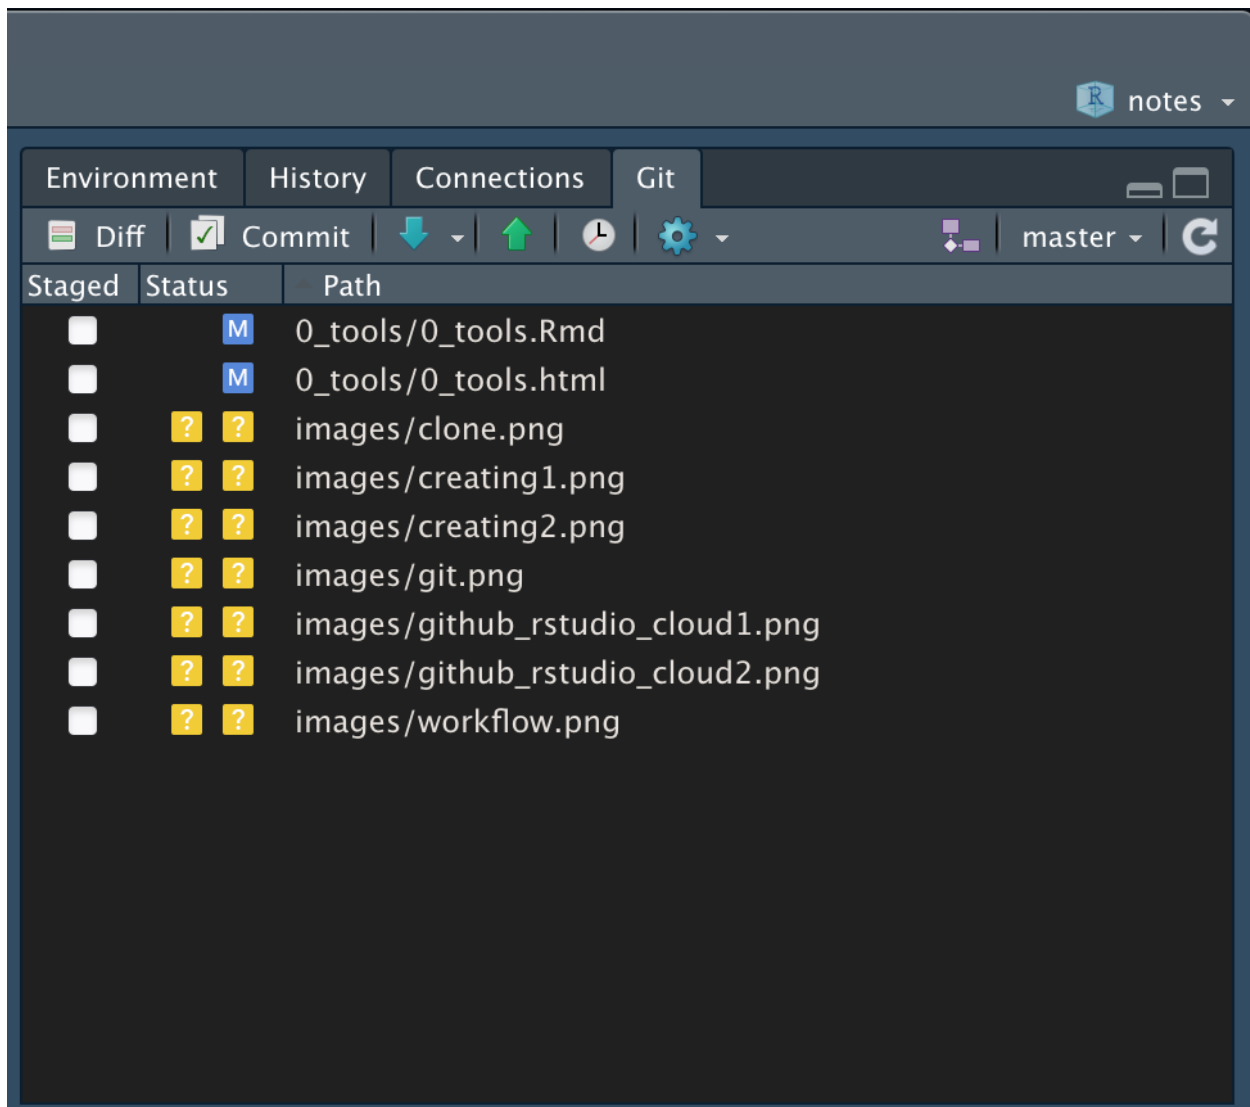 R notes
Environment History Connections Git
Diff Commit master
Staged Status Path
M 0_tools/0_tools.Rmd
M 0_tools/0_tools.html
? ? images/clone.png
? ? images/creating1.png
? ? images/creating2.png
? ? images/git.png
? ? images/github_rstudio_cloud1.png
? ? images/github_rstudio_cloud2.png
? ? images/workflow.png